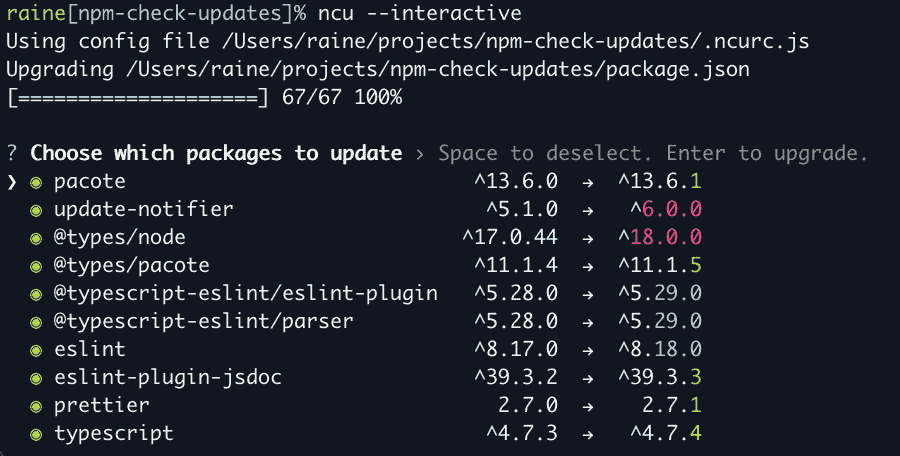 raine[npm-check-updates]% ncu --interactive
Using config file /Users/raine/projects/npm-check-updates/.ncurc.js
Upgrading /Users/raine/projects/npm-check-updates/package.json
[====================] 67/67 100%
? Choose which packages to update › Space to deselect. Enter to upgrade.
❯ ◉ pacote ^13.6.0 → ^13.6.1
◉ update-notifier ^5.1.0 → ^6.0.0
◉ @types/node ^17.0.44 → ^18.0.0
◉ @types/pacote ^11.1.4 → ^11.1.5
◉ @typescript-eslint/eslint-plugin ^5.28.0 → ^5.29.0
◉ @typescript-eslint/parser ^5.28.0 → ^5.29.0
◉ eslint ^8.17.0 → ^8.18.0
◉ eslint-plugin-jsdoc ^39.3.2 → ^39.3.3
◉ prettier 2.7.0 → 2.7.1
◉ typescript ^4.7.3 → ^4.7.4